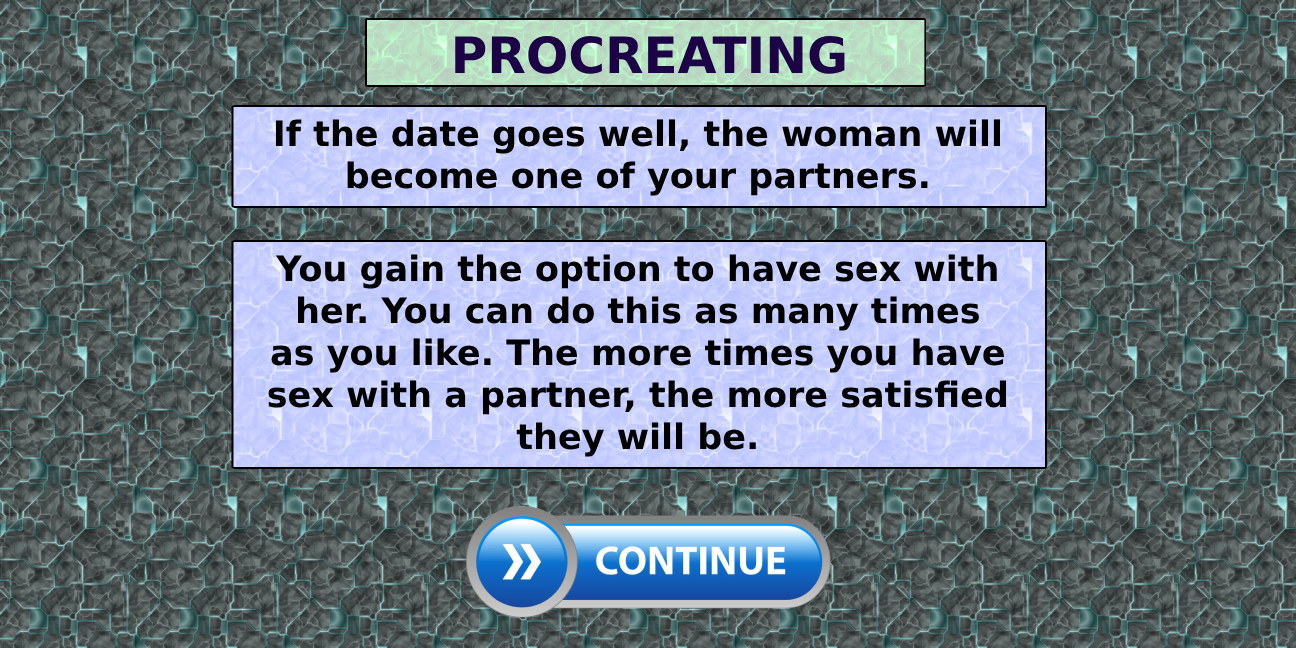 PROCREATING
If the date goes well, the woman will
become one of your partners.
You gain the option to have sex with
her. You can do this as many times
as you like. The more times you have
sex with a partner, the more satisfied
they will be.
CONTINUE